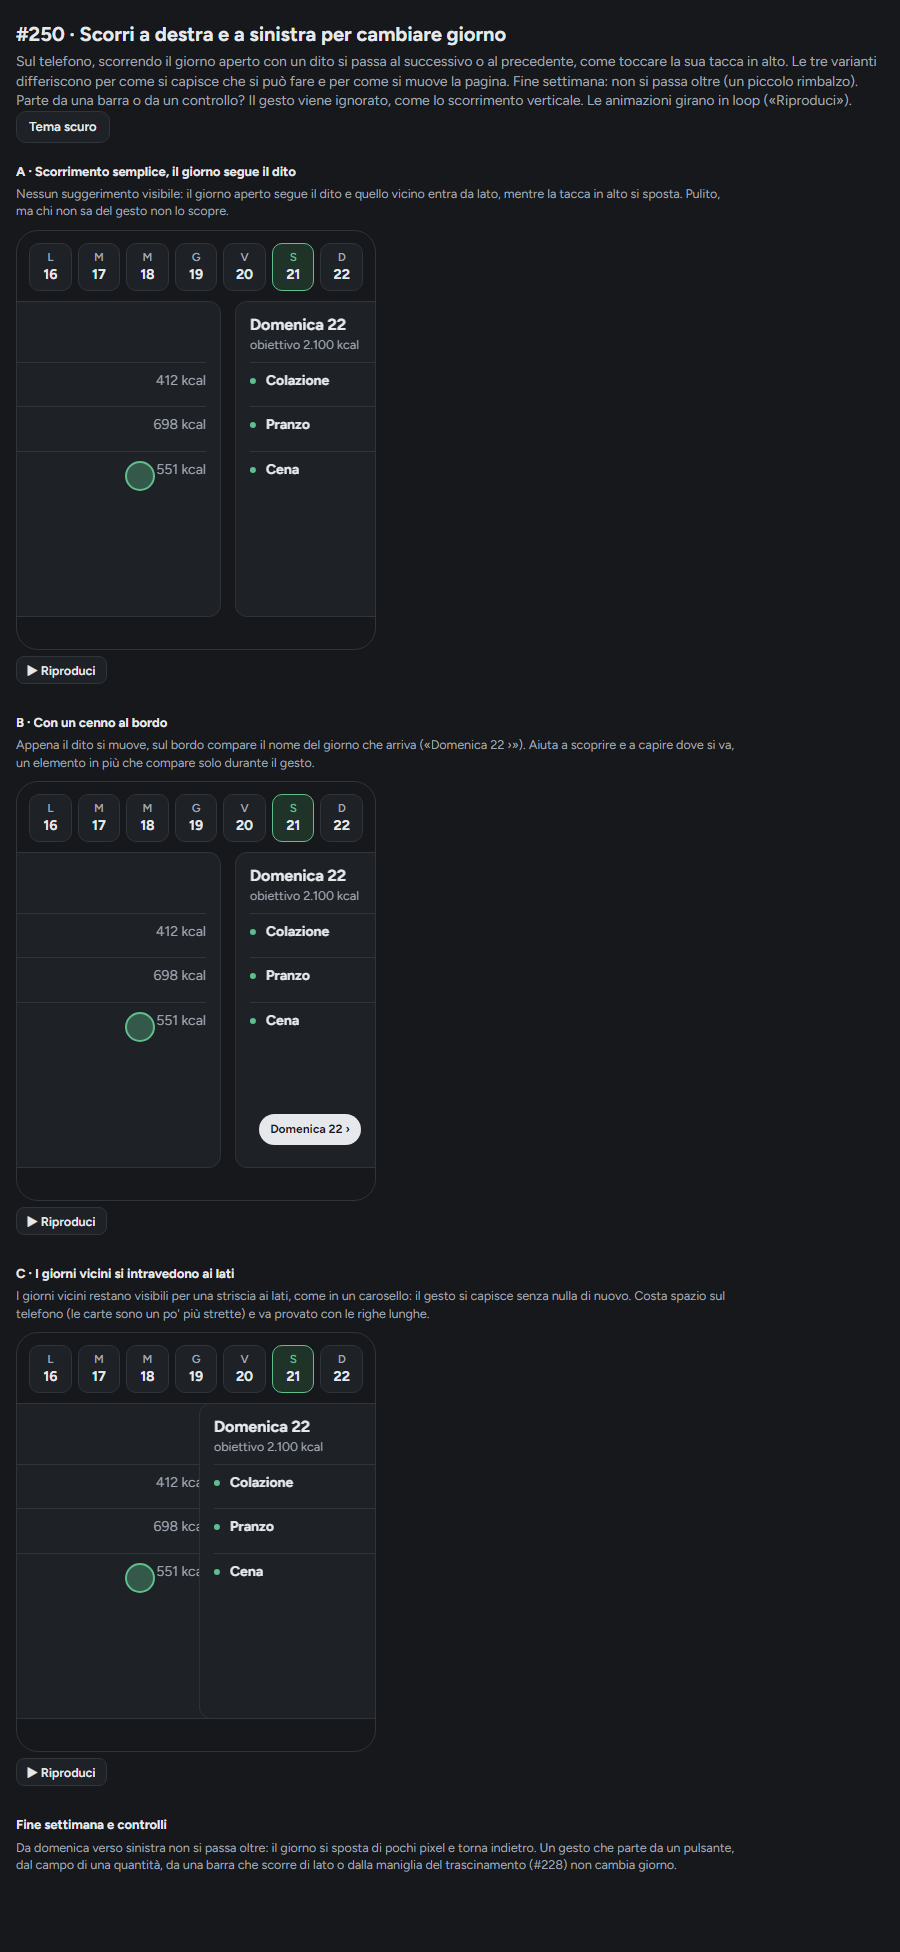 #250 · Scorri a destra e a sinistra per cambiare giorno
Sul telefono, scorrendo il giorno aperto con un dito si passa al successivo o al precedente, come toccare la sua tacca in alto. Le tre varianti
differiscono per come si capisce che si può fare e per come si muove la pagina. Fine settimana: non si passa oltre (un piccolo rimbalzo).
Parte da una barra o da un controllo? Il gesto viene ignorato, come lo scorrimento verticale. Le animazioni girano in loop («Riproduci»).
Tema scuro
A · Scorrimento semplice, il giorno segue il dito
Nessun suggerimento visibile: il giorno aperto segue il dito e quello vicino entra da lato, mentre la tacca in alto si sposta. Pulito,
ma chi non sa del gesto non lo scopre.
L M M G V S D
16 17 18 19 20 21 22
Domenica 22
obiettivo 2.100 kcal
412 kcal Colazione
698 kcal Pranzo
551 kcal Cena
▶ Riproduci
B · Con un cenno al bordo
Appena il dito si muove, sul bordo compare il nome del giorno che arriva («Domenica 22 ›»). Aiuta a scoprire e a capire dove si va,
un elemento in più che compare solo durante il gesto.
L M M G V S D
16 17 18 19 20 21 22
Domenica 22
obiettivo 2.100 kcal
412 kcal Colazione
698 kcal Pranzo
551 kcal Cena
Domenica 22 ›
▶ Riproduci
C · I giorni vicini si intravedono ai lati
I giorni vicini restano visibili per una striscia ai lati, come in un carosello: il gesto si capisce senza nulla di nuovo. Costa spazio sul
telefono (le carte sono un po' più strette) e va provato con le righe lunghe.
L M M G V S D
16 17 18 19 20 21 22
Domenica 22
obiettivo 2.100 kcal
412 kca Colazione
698 kca Pranzo
551 kca Cena
▶ Riproduci
Fine settimana e controlli
Da domenica verso sinistra non si passa oltre: il giorno si sposta di pochi pixel e torna indietro. Un gesto che parte da un pulsante,
dal campo di una quantità, da una barra che scorre di lato o dalla maniglia del trascinamento (#228) non cambia giorno.